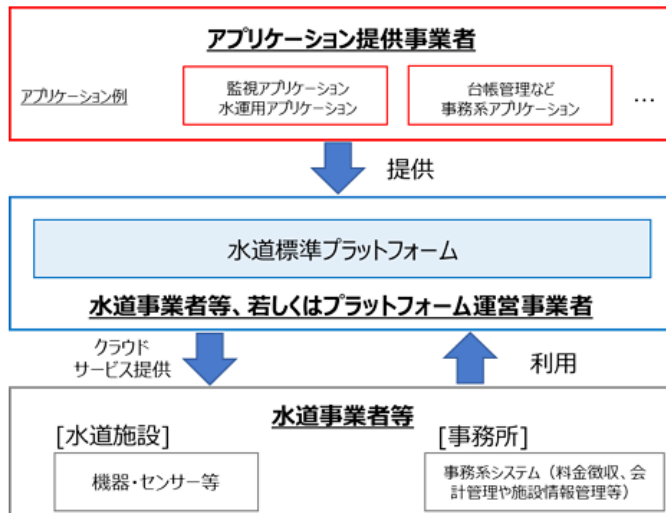 アプリケーション提供事業者
アプリケーション例
監視アプリケーション
水運用アプリケーション
台帳管理など
事務系アプリケーション
…
提供
水道標準プラットフォーム
水道事業者等、若しくはプラットフォーム運営事業者
クラウド
サービス提供
利用
水道事業者等
[水道施設]
[事務所]
機器・センサー等
事務系システム（料金徴収、会
計管理や施設情報管理等）